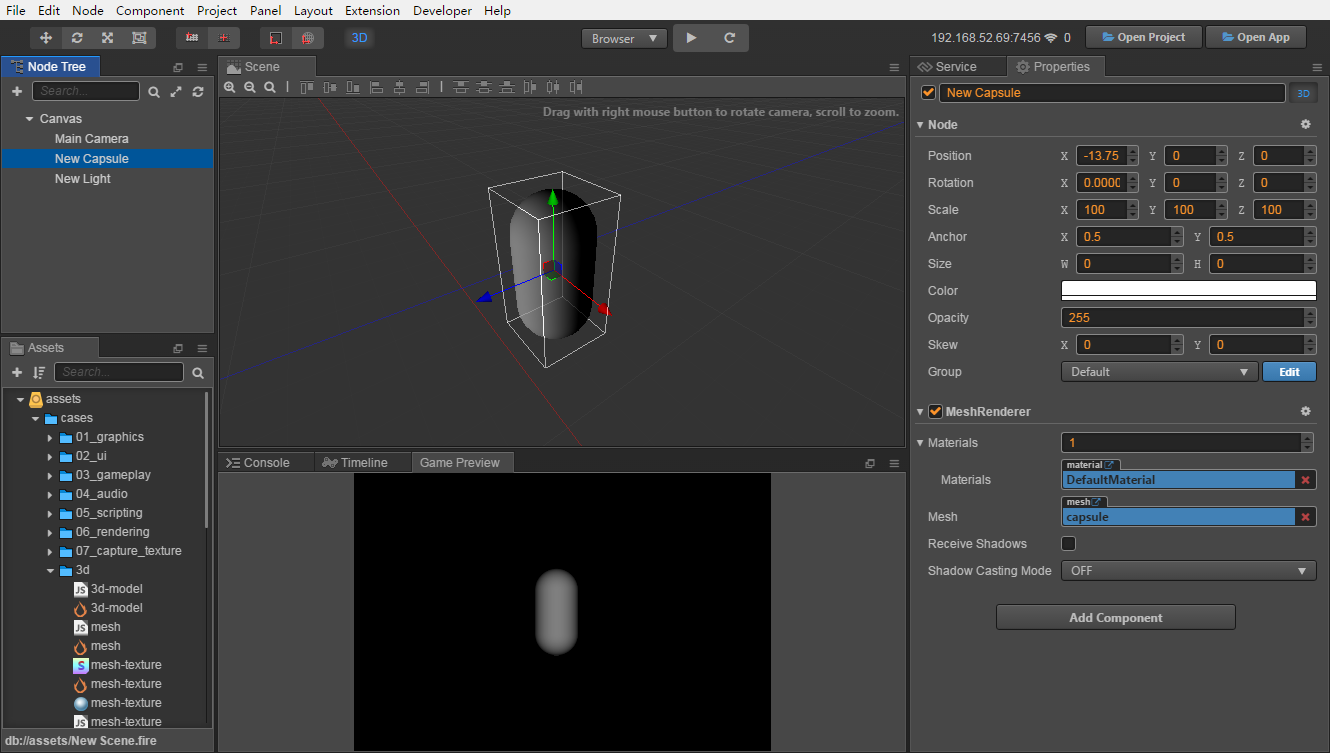 File Edit Node Component Project Panel Layout Extension Developer Help
3D Browser 192.168.52.69:7456 0 Open Project Open App
Node Tree
Search...
Canvas
Main Camera
New Capsule
New Light
Assets
Search...
assets
cases
01_graphics
02_ui
03_gameplay
04_audio
05_scripting
06_rendering
07_capture_texture
3d
JS 3d-model
3d-model
JS mesh
mesh
S mesh-texture
mesh-texture
mesh-texture
JS mesh-texture
db://assets/New Scene.fire
Scene
Drag with right mouse button to rotate camera, scroll to zoom.
Console Timeline Game Preview
Service Properties
New Capsule 3D
Node
Position X -13.75 Y 0 Z 0
Rotation X 0.0000 Y 0 Z 0
Scale X 100 Y 100 Z 100
Anchor X 0.5 Y 0.5
Size W 0 H 0
Color
Opacity 255
Skew X 0 Y 0
Group Default Edit
MeshRenderer
Materials 1
material
Materials DefaultMaterial
mesh
Mesh capsule
Receive Shadows
Shadow Casting Mode OFF
Add Component